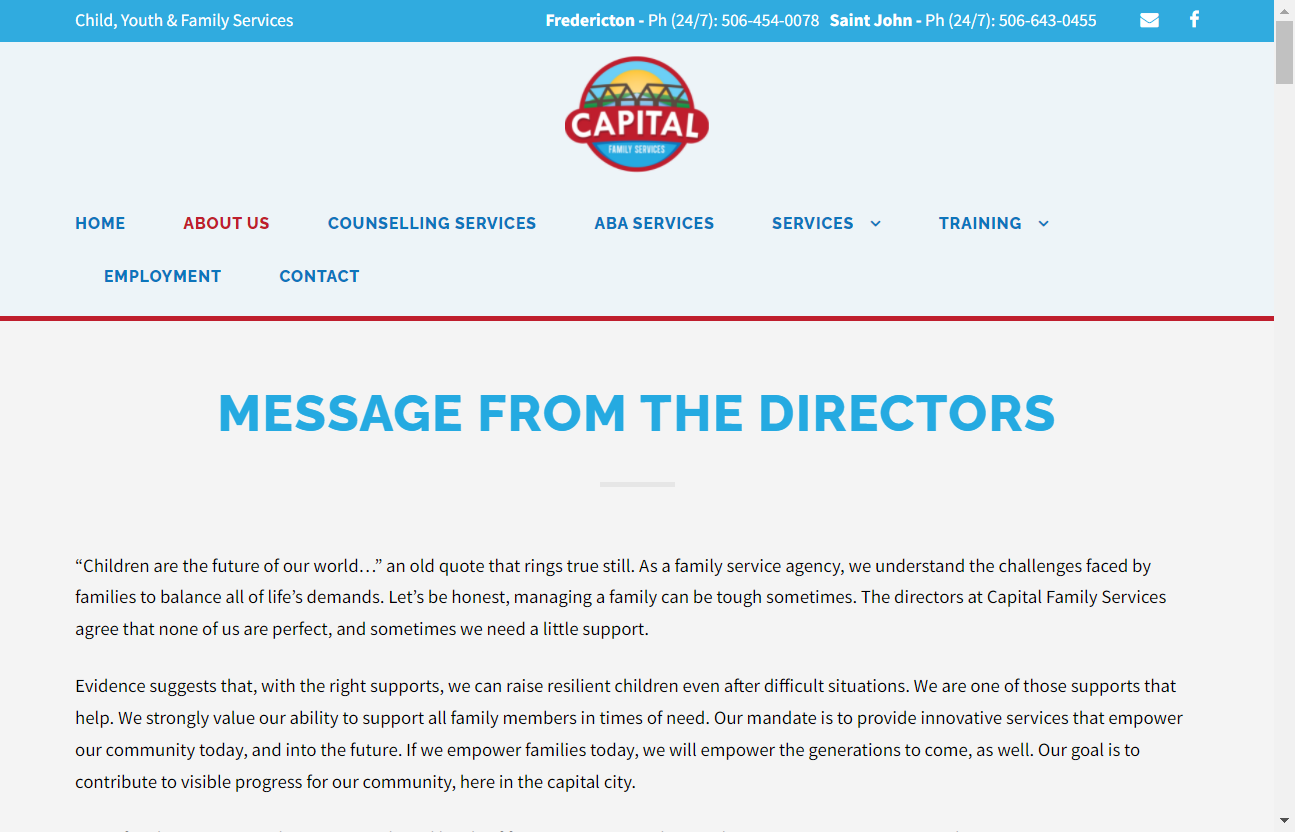 Child, Youth & Family Services
Fredericton - Ph (24/7): 506-454-0078 Saint John - Ph (24/7): 506-643-0455
CAPITAL
FAMILY SERVICES
HOME ABOUT US COUNSELLING SERVICES ABA SERVICES SERVICES TRAINING
EMPLOYMENT CONTACT
MESSAGE FROM THE DIRECTORS
“Children are the future of our world…” an old quote that rings true still. As a family service agency, we understand the challenges faced by
families to balance all of life’s demands. Let’s be honest, managing a family can be tough sometimes. The directors at Capital Family Services
agree that none of us are perfect, and sometimes we need a little support.
Evidence suggests that, with the right supports, we can raise resilient children even after difficult situations. We are one of those supports that
help. We strongly value our ability to support all family members in times of need. Our mandate is to provide innovative services that empower
our community today, and into the future. If we empower families today, we will empower the generations to come, as well. Our goal is to
contribute to visible progress for our community, here in the capital city.